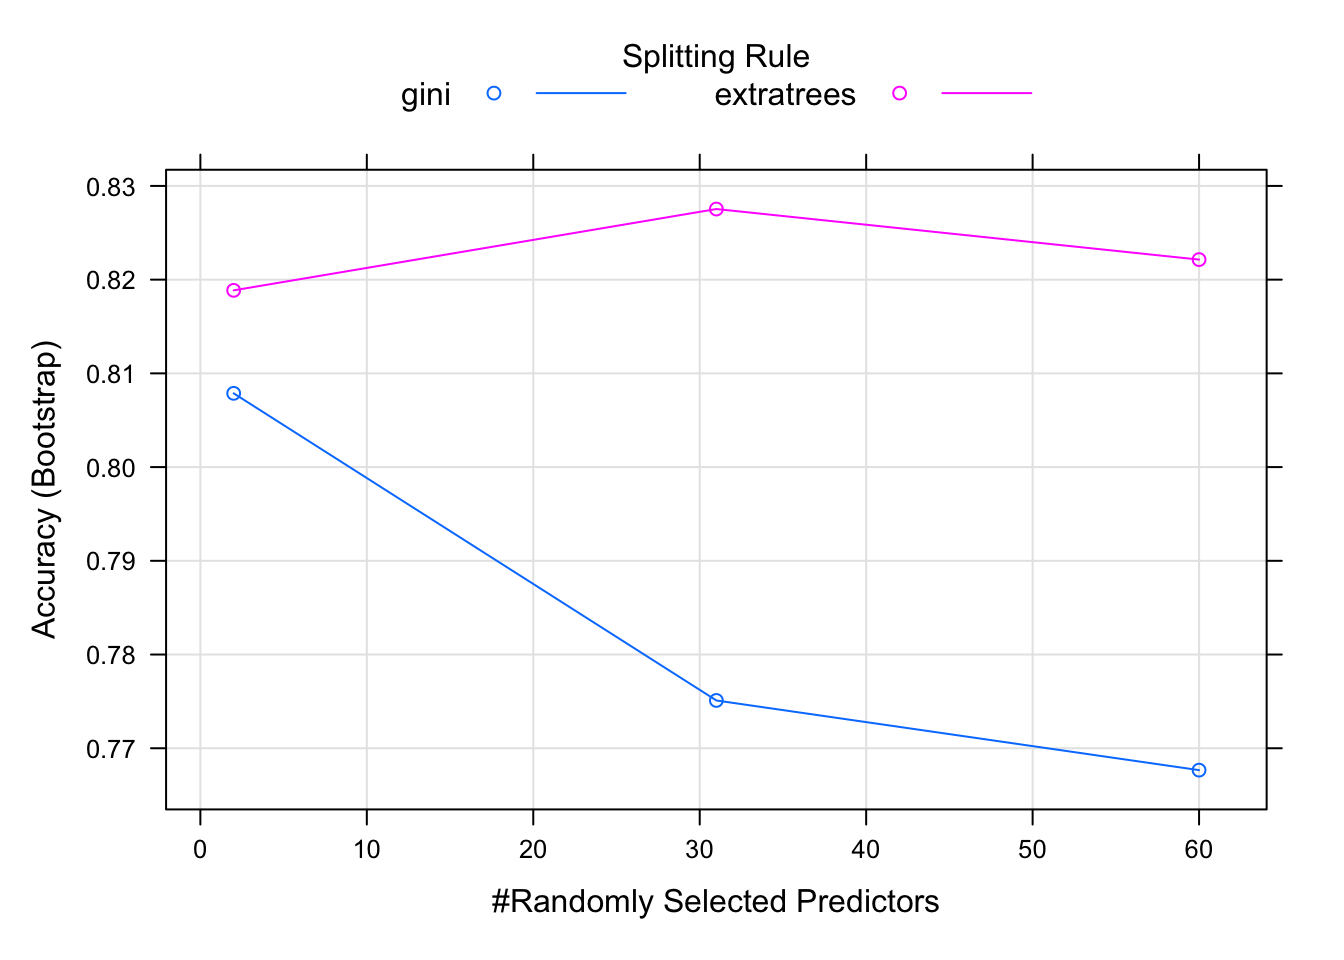 Splitting Rule
gini extratrees
0.83
0.82
0.81
0.80
0.79
0.78
0.77
Accuracy (Bootstrap)
0 10 20 30 40 50 60
#Randomly Selected Predictors